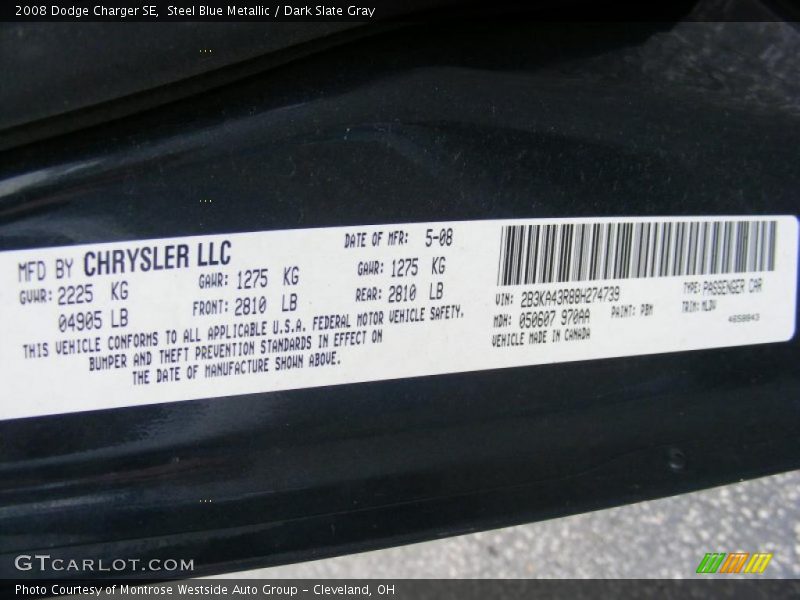 2008 Dodge Charger SE,  Steel Blue Metallic / Dark Slate Gray
MFD BY CHRYSLER LLC
DATE OF MFR: 5-08
GVWR: 2225 KG
04905 LB
GAWR: 1275 KG
FRONT: 2810 LB
GAWR: 1275 KG
REAR: 2810 LB
THIS VEHICLE CONFORMS TO ALL APPLICABLE U.S.A. FEDERAL MOTOR VEHICLE SAFETY,
BUMPER AND THEFT PREVENTION STANDARDS IN EFFECT ON
THE DATE OF MANUFACTURE SHOWN ABOVE.
VIN: 2B3KA43R88H274739
TYPE: PASSENGER CAR
MDH: 050607 970AA
PAINT: PBM
TRIM: MLDV
VEHICLE MADE IN CANADA
4658843
GTCARLOT.COM
Photo Courtesy of Montrose Westside Auto Group - Cleveland, OH